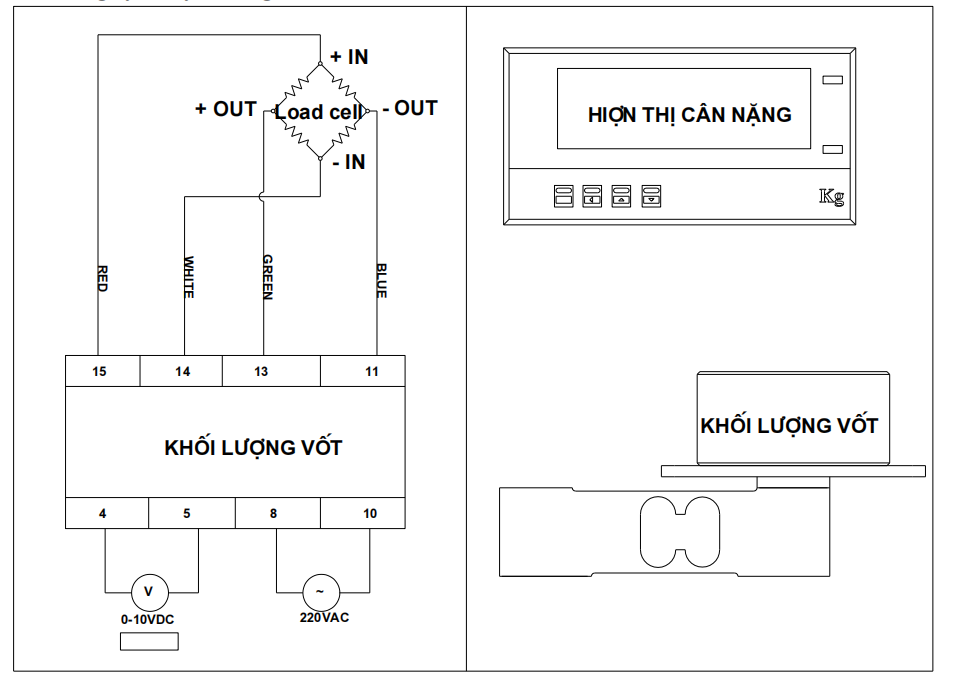 + IN
+ OUT
Load cell
- OUT
- IN
RED
WHITE
GREEN
BLUE
15
14
13
11
KHỐI LƯỢNG VỐT
4
5
8
10
V
~
0-10VDC
220VAC
HIỢN THỊ CÂN NẶNG
Kg
KHỐI LƯỢNG VỐT